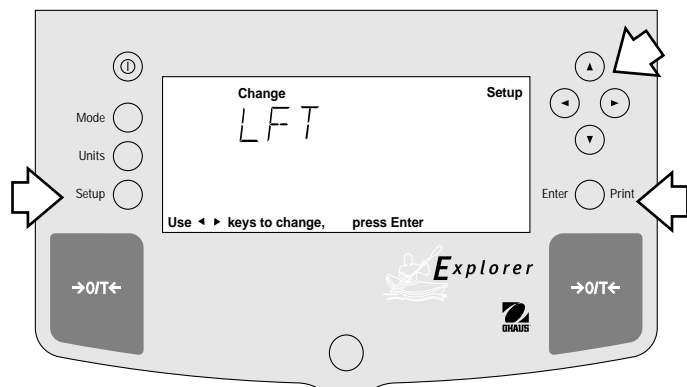 Change
Setup
LFT
Mode
Units
Setup
Enter
Print
Use ◄ ► keys to change, press Enter
Explorer
→0/T←
→0/T←
OHAUS